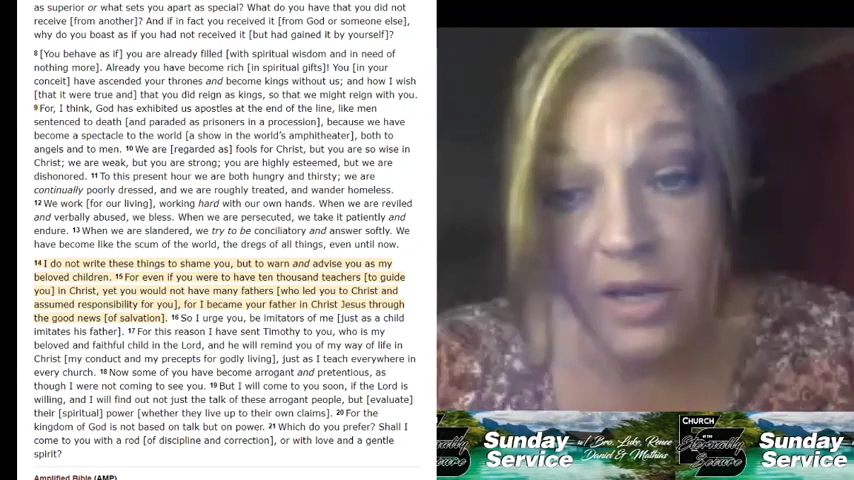 as superior or what sets you apart as special? What do you have that you did not
receive [from another]? And if in fact you received it [from God or someone else],
why do you boast as if you had not received it [but had gained it by yourself]?
8 [You behave as if] you are already filled [with spiritual wisdom and in need of
nothing more]. Already you have become rich [in spiritual gifts]! You [in your
conceit] have ascended your thrones and become kings without us; and how I wish
[that it were true and] that you did reign as kings, so that we might reign with you.
9 For, I think, God has exhibited us apostles at the end of the line, like men
sentenced to death [and paraded as prisoners in a procession], because we have
become a spectacle to the world [a show in the world's amphitheater], both to
angels and to men. 10 We are [regarded as] fools for Christ, but you are so wise in
Christ; we are weak, but you are strong; you are highly esteemed, but we are
dishonored. 11 To this present hour we are both hungry and thirsty; we are
continually poorly dressed, and we are roughly treated, and wander homeless.
12 We work [for our living], working hard with our own hands. When we are reviled
and verbally abused, we bless. When we are persecuted, we take it patiently and
endure. 13 When we are slandered, we try to be conciliatory and answer softly. We
have become like the scum of the world, the dregs of all things, even until now.
14 I do not write these things to shame you, but to warn and advise you as my
beloved children. 15 For even if you were to have ten thousand teachers [to guide
you] in Christ, yet you would not have many fathers [who led you to Christ and
assumed responsibility for you], for I became your father in Christ Jesus through
the good news [of salvation]. 16 So I urge you, be imitators of me [just as a child
imitates his father].
17 For this reason I have sent Timothy to you, who is my
beloved and faithful child in the Lord, and he will remind you of my way of life in
Christ [my conduct and my precepts for godly living], just as I teach everywhere in
every church. 18 Now some of you have become arrogant and pretentious, as
though I were not coming to see you. 19 But I will come to you soon, if the Lord is
willing, and I will find out not just the talk of these arrogant people, but [evaluate]
their [spiritual] power [whether they live up to their own claims]. 20 For the
kingdom of God is not based on talk but on power. 21 Which do you prefer? Shall I
come to you with a rod [of discipline and correction], or with love and a gentle
spirit?
Amplified Bible (AMP)
Eternally
Secure
Sunday
Service
w/ Bro. Luke, Renee
Daniel & Mathias
CHURCH
OF THE
Eternally
Secure
Sunday
Service